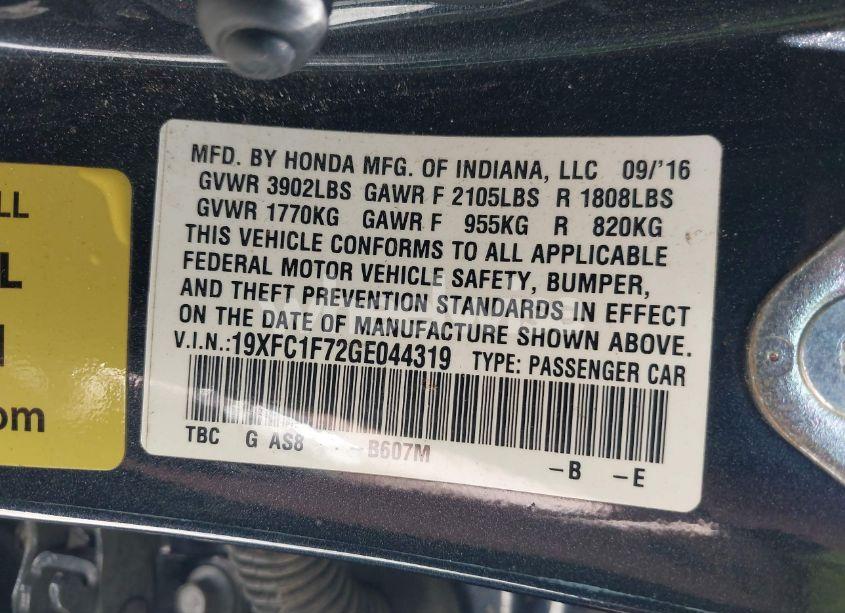 LL
L
om
MFD. BY HONDA MFG. OF INDIANA, LLC 09/'16
GVWR 3902LBS GAWR F 2105LBS R 1808LBS
GVWR 1770KG GAWR F 955KG R 820KG
THIS VEHICLE CONFORMS TO ALL APPLICABLE
FEDERAL MOTOR VEHICLE SAFETY, BUMPER,
AND THEFT PREVENTION STANDARDS IN EFFECT
ON THE DATE OF MANUFACTURE SHOWN ABOVE.
V.I.N.:19XFC1F72GE044319 TYPE: PASSENGER CAR
TBC G AS8 -B607M
-B -E